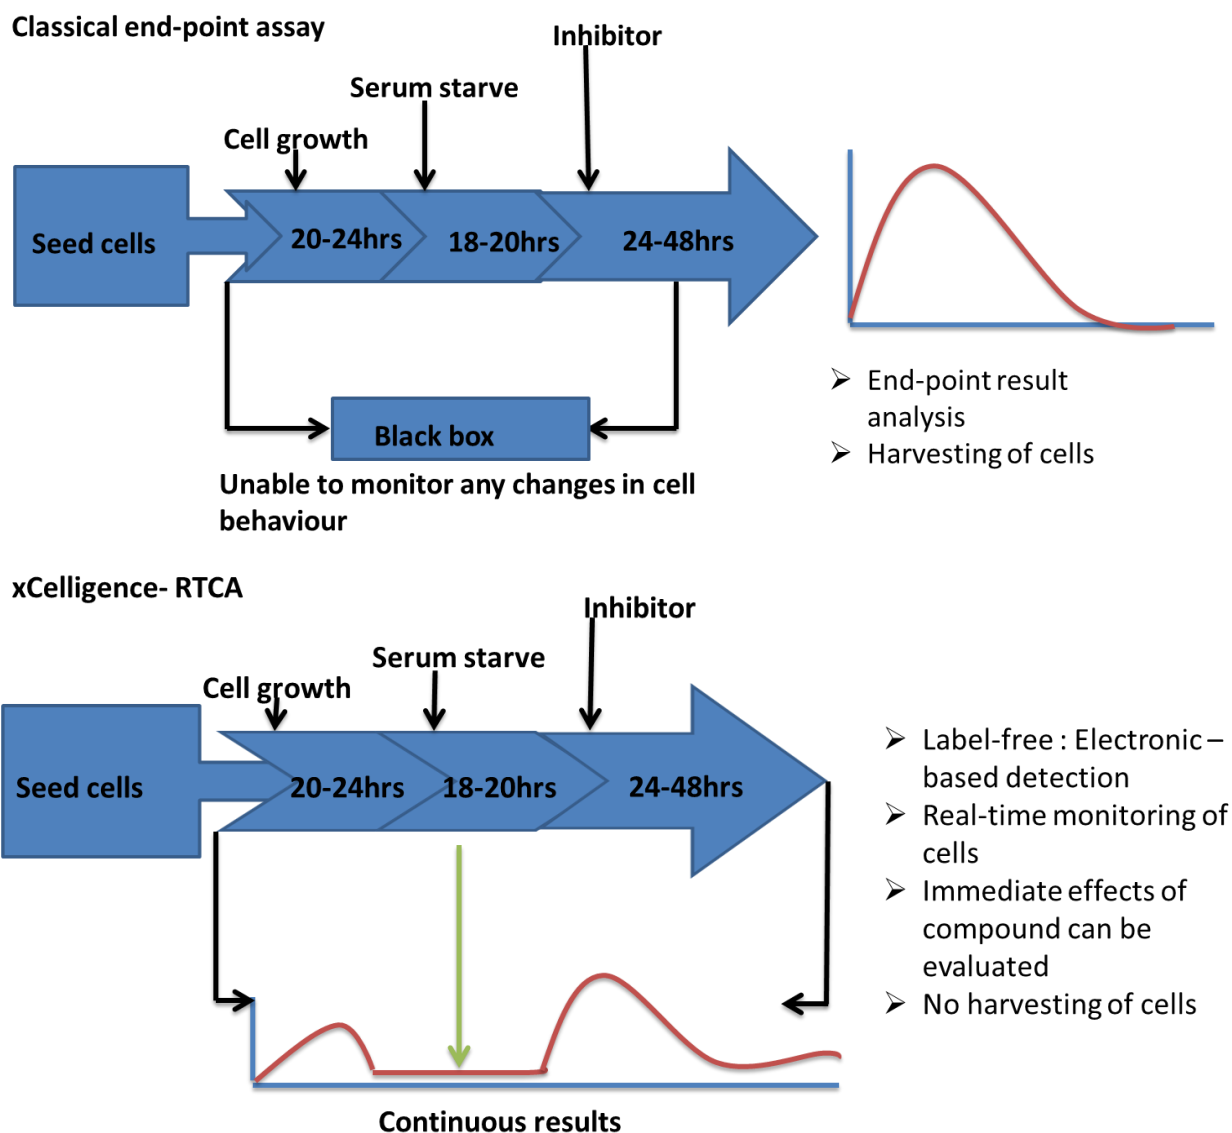 Classical end-point assay
Inhibitor
Serum starve
Cell growth
Seed cells
20-24hrs
18-20hrs
24-48hrs
Black box
Unable to monitor any changes in cell
behaviour
➢ End-point result
analysis
➢ Harvesting of cells
xCelligence- RTCA
Inhibitor
Serum starve
Cell growth
Seed cells
20-24hrs
18-20hrs
24-48hrs
➢ Label-free : Electronic –
based detection
➢ Real-time monitoring of
cells
➢ Immediate effects of
compound can be
evaluated
➢ No harvesting of cells
Continuous results